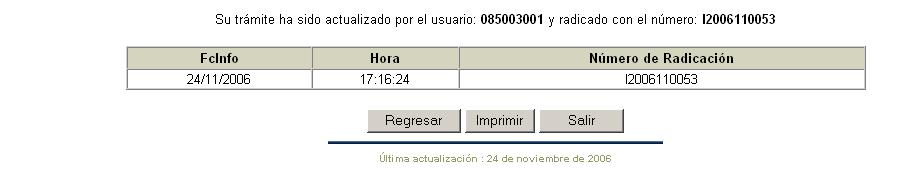 Su trámite ha sido actualizado por el usuario: 085003001 y radicado con el número: I2006110053
FcInfo Hora Número de Radicación
24/11/2006 17:16:24 I2006110053
Regresar Imprimir Salir
Última actualización : 24 de noviembre de 2006